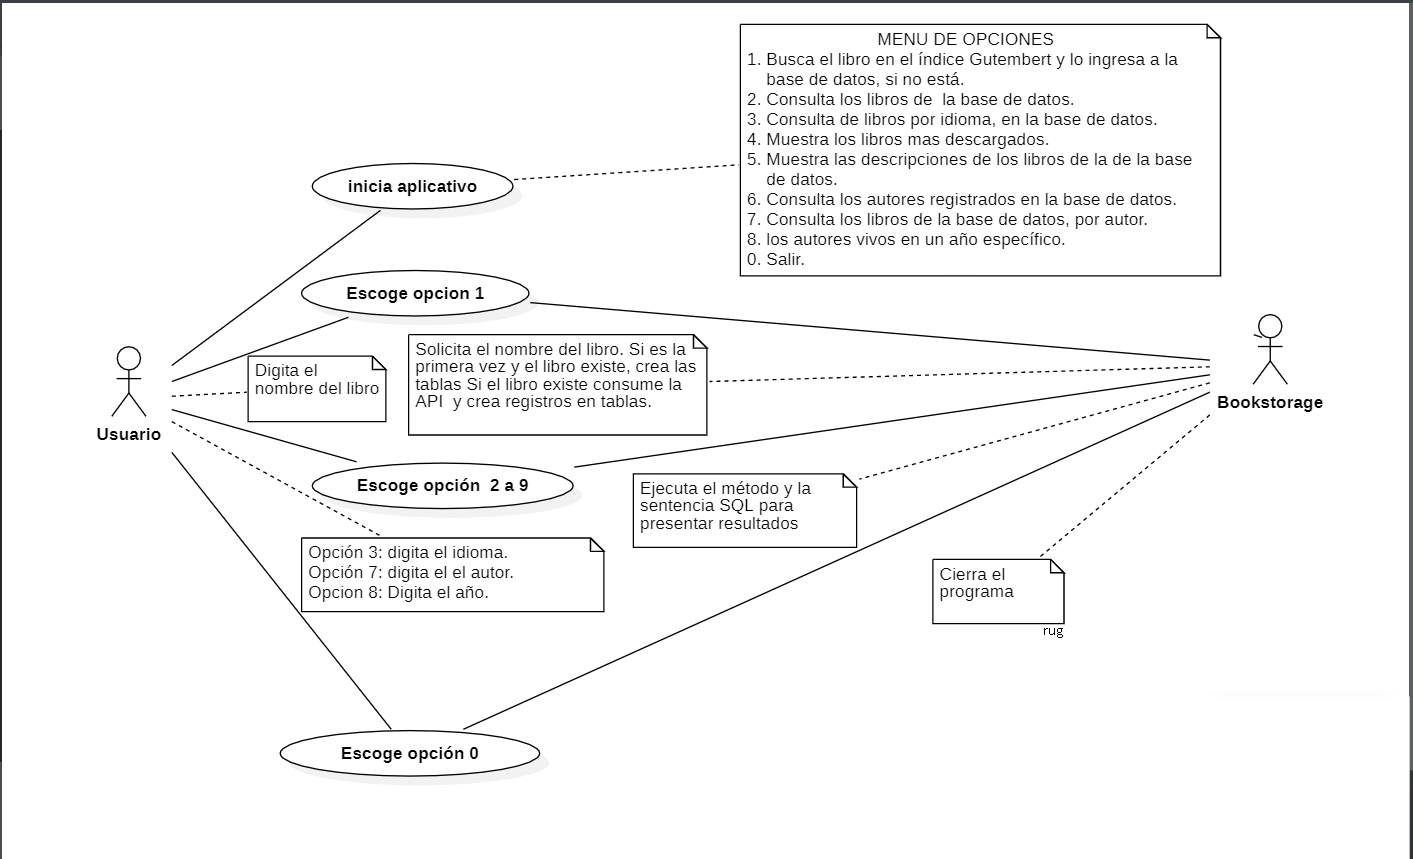 MENU DE OPCIONES
1. Busca el libro en el índice Gutembert y lo ingresa a la
base de datos, si no está.
2. Consulta los libros de  la base de datos.
3. Consulta de libros por idioma, en la base de datos.
4. Muestra los libros mas descargados.
5. Muestra las descripciones de los libros de la de la base
de datos.
6. Consulta los autores registrados en la base de datos.
7. Consulta los libros de la base de datos, por autor.
8. los autores vivos en un año específico.
0. Salir.
inicia aplicativo
Escoge opcion 1
Solicita el nombre del libro. Si es la
primera vez y el libro existe, crea las
tablas Si el libro existe consume la
API  y crea registros en tablas.
Digita el
nombre del libro
Usuario
Bookstorage
Escoge opción  2 a 9
Ejecuta el método y la
sentencia SQL para
presentar resultados
Opción 3: digita el idioma.
Opción 7: digita el el autor.
Opcion 8: Digita el año.
Cierra el
programa
rug
Escoge opción 0